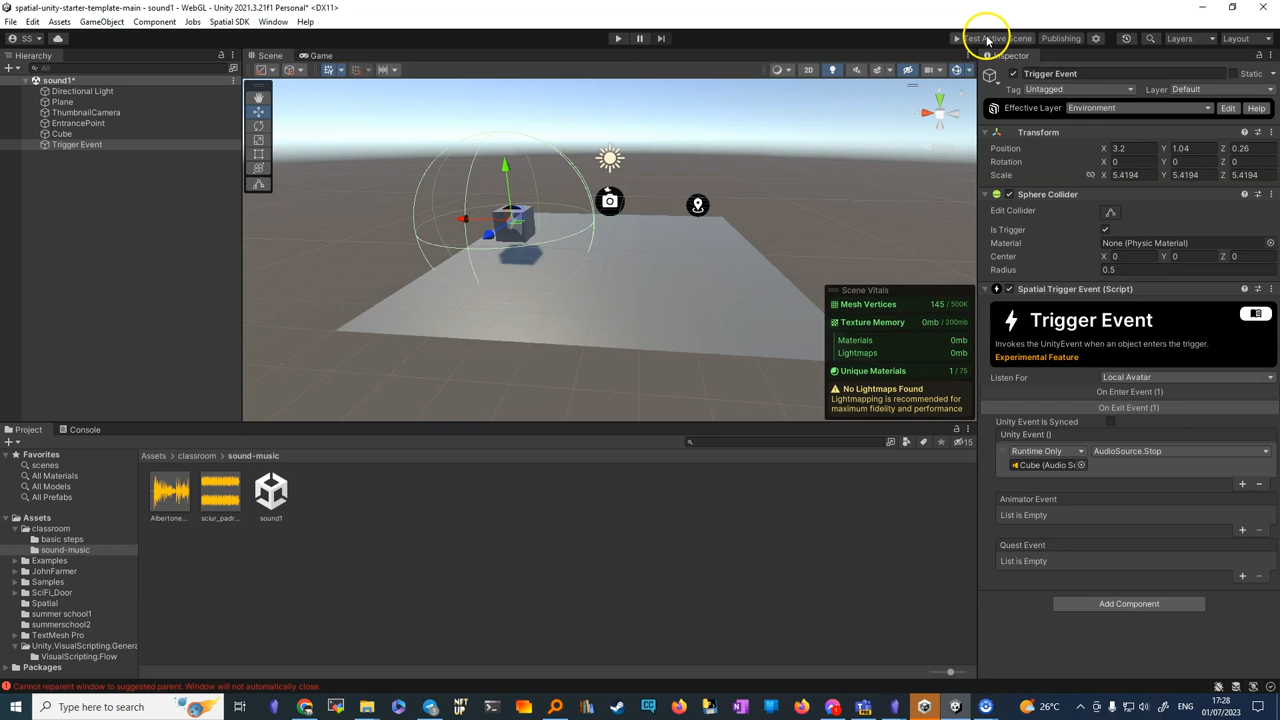 spatial-unity-starter-template-main - sound1 - WebGL - Unity 2021.3.21f1 Personal* <DX11>
File Edit Assets GameObject Component Jobs Spatial SDK Window Help
SS Test Active Scene Publishing Layers Layout
Hierarchy Scene Game Inspector
All 2D
sound1*
Directional Light
Plane
ThumbnailCamera
EntrancePoint
Cube
Trigger Event
Trigger Event Static
Tag Untagged Layer Default
Effective Layer Environment Edit Help
Transform
Position X 3.2 Y 1.04 Z 0.26
Rotation X 0 Y 0 Z 0
Scale X 5.4194 Y 5.4194 Z 5.4194
Sphere Collider
Edit Collider
Is Trigger
Material None (Physic Material)
Center X 0 Y 0 Z 0
Radius 0.5
Spatial Trigger Event (Script)
Trigger Event
Invokes the UnityEvent when an object enters the trigger.
Experimental Feature
Listen For Local Avatar
On Enter Event (1)
On Exit Event (1)
Unity Event Is Synced
Unity Event ()
Runtime Only AudioSource.Stop
Cube (Audio So
Animator Event
List is Empty
Quest Event
List is Empty
Add Component
Scene Vitals
Mesh Vertices 145 / 500K
Texture Memory 0mb / 200mb
Materials 0mb
Lightmaps 0mb
Unique Materials 1 / 75
No Lightmaps Found
Lightmapping is recommended for
maximum fidelity and performance
Project Console
15
Favorites
scenes
All Materials
All Models
All Prefabs
Assets
classroom
basic steps
sound-music
Examples
JohnFarmer
Samples
SciFi_Door
Spatial
summer school1
summerschool2
TextMesh Pro
Unity.VisualScripting.Genera
VisualScripting.Flow
Packages
Assets > classroom > sound-music
Albertone... sciur_padr... sound1
Cannot reparent window to suggested parent. Window will not automatically close.
Type here to search
26°C ENG 17:28
01/07/2023